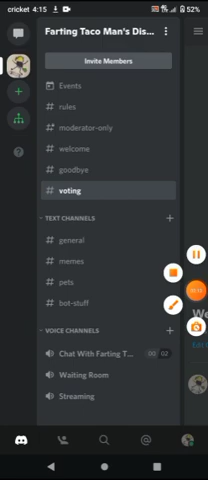 cricket 4:15 52%
Farting Taco Man's Dis...
Invite Members
Events
rules
moderator-only
welcome
goodbye
voting
TEXT CHANNELS
general
memes
pets
bot-stuff
VOICE CHANNELS
Chat With Farting T... 00 02
Waiting Room
Streaming